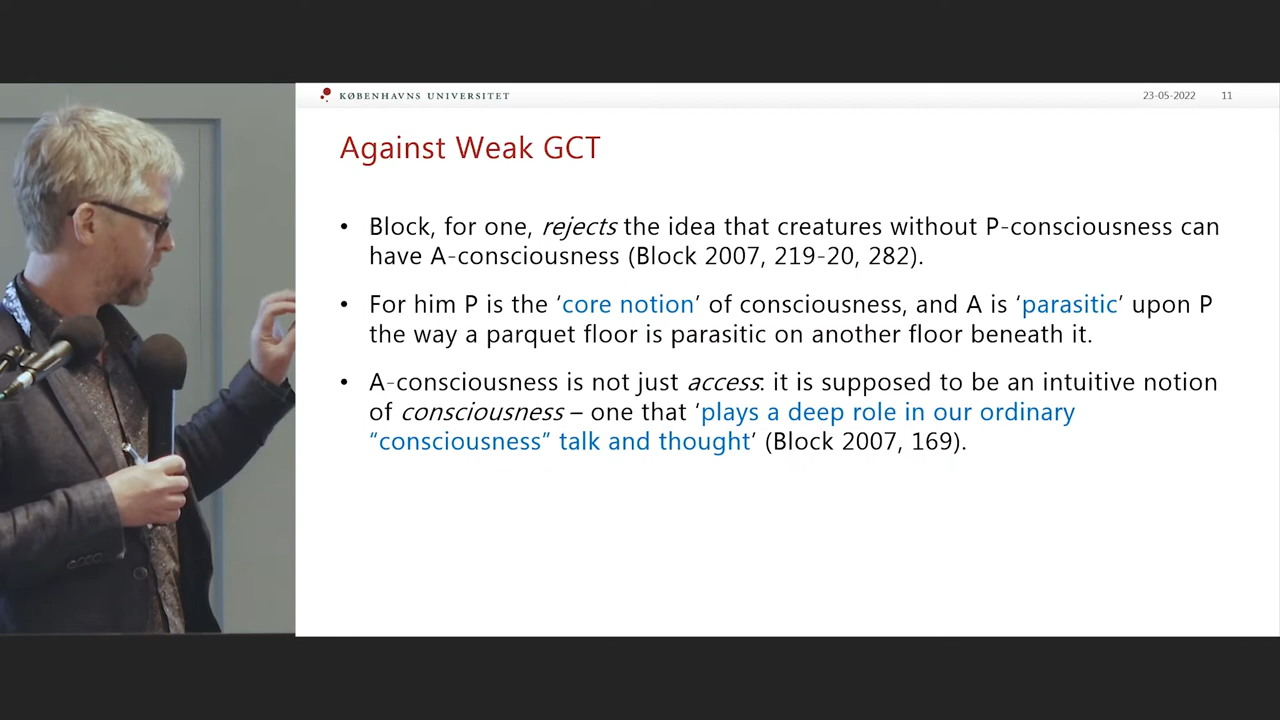 KØBENHAVNS UNIVERSITET
23-05-2022 11
Against Weak GCT
• Block, for one, rejects the idea that creatures without P-consciousness can
have A-consciousness (Block 2007, 219-20, 282).
• For him P is the ‘core notion’ of consciousness, and A is ‘parasitic’ upon P
the way a parquet floor is parasitic on another floor beneath it.
• A-consciousness is not just access: it is supposed to be an intuitive notion
of consciousness – one that ‘plays a deep role in our ordinary
“consciousness” talk and thought’ (Block 2007, 169).